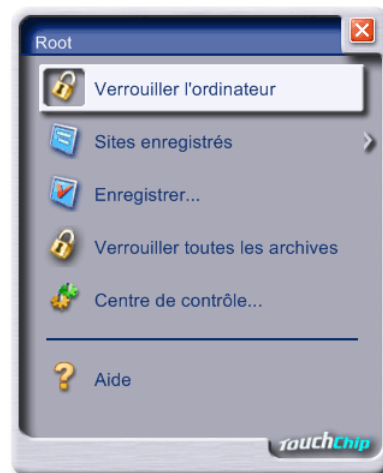 Root
Verrouiller l'ordinateur
Sites enregistrés
Enregistrer...
Verrouiller toutes les archives
Centre de contrôle...
Aide
TouchChip